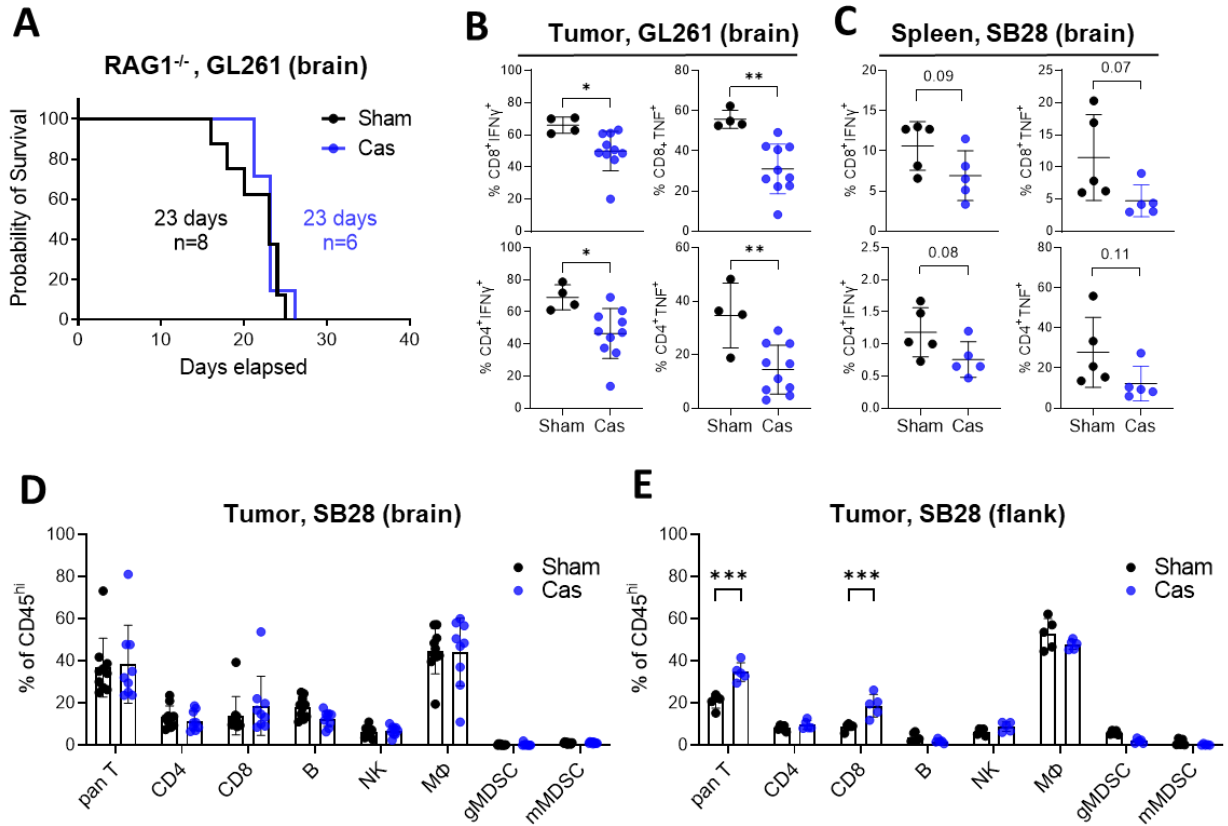 A
RAG1-/-, GL261 (brain)
Probability of Survival
100
80
60
40
20
0
0 10 20 30 40
Days elapsed
Sham
Cas
23 days
n=8
23 days
n=6
B
Tumor, GL261 (brain)
% CD8+IFNγ+
100
80
60
40
20
0
*
% CD8+TNF+
80
60
40
20
0
**
% CD4+IFNγ+
100
80
60
40
20
0
*
Sham Cas
% CD4+TNF+
60
40
20
0
**
Sham Cas
C
Spleen, SB28 (brain)
% CD8+IFNγ+
20
15
10
5
0
0.09
% CD8+TNF+
25
20
15
10
5
0
0.07
% CD4+IFNγ+
2.5
2.0
1.5
1.0
0.5
0.0
0.08
Sham Cas
% CD4+TNF+
100
80
60
40
20
0
0.11
Sham Cas
D
Tumor, SB28 (brain)
% of CD45hi
100
80
60
40
20
0
Sham
Cas
pan T
CD4
CD8
B
NK
MΦ
gMDSC
mMDSC
E
Tumor, SB28 (flank)
% of CD45hi
100
80
60
40
20
0
***
***
Sham
Cas
pan T
CD4
CD8
B
NK
MΦ
gMDSC
mMDSC